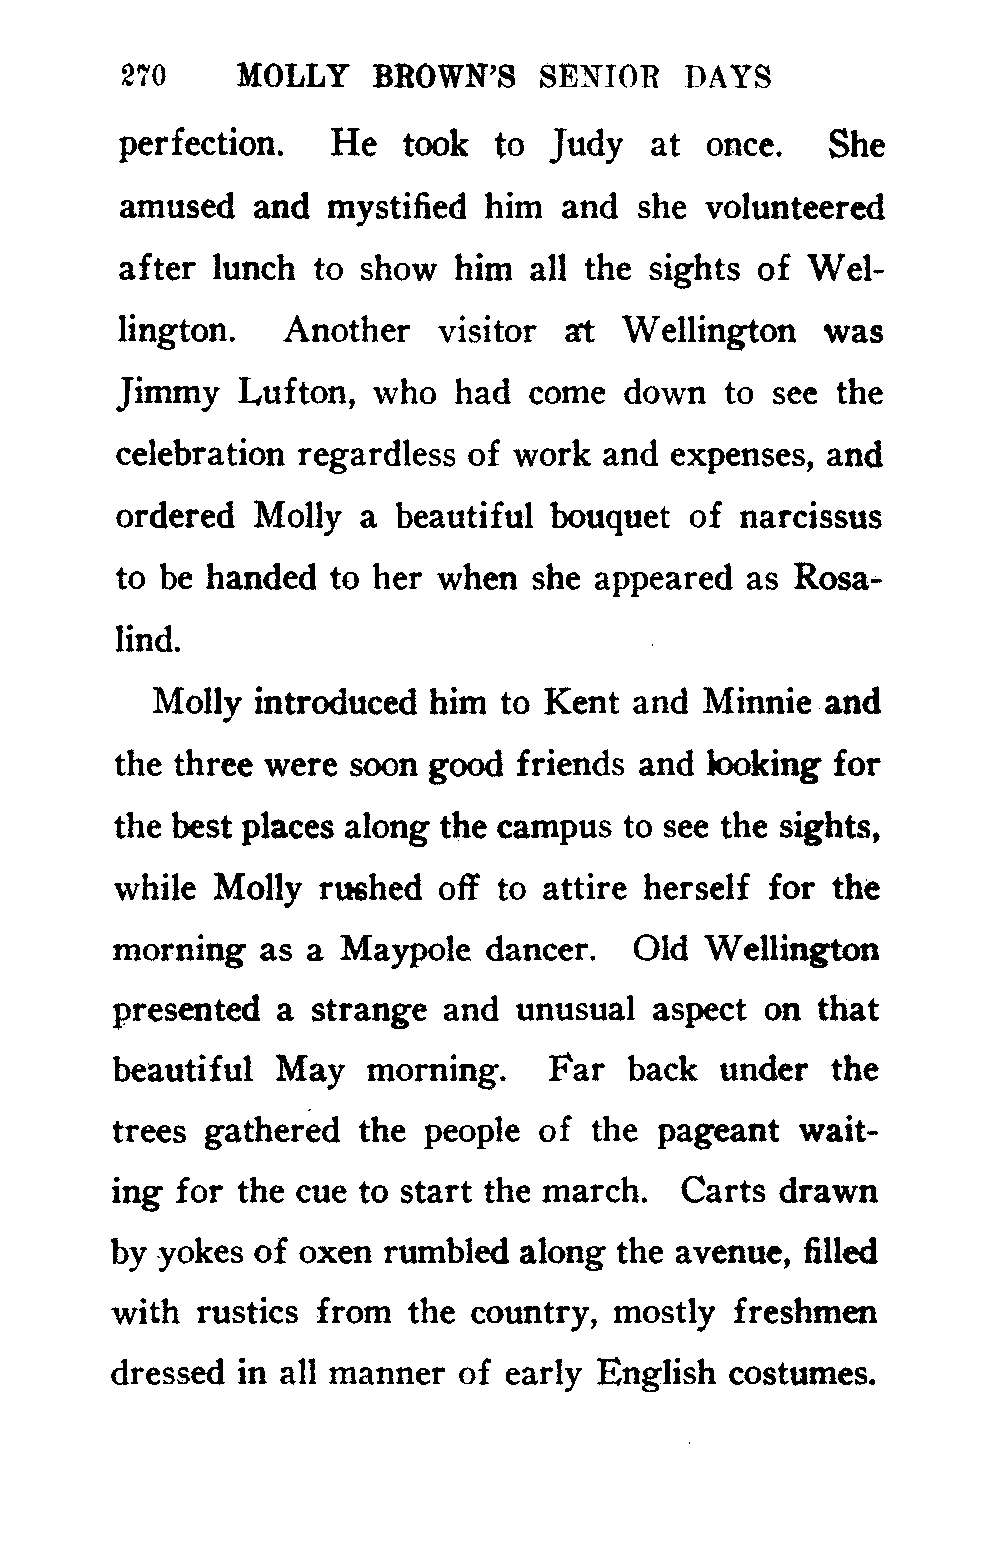 270 MOLLY BROWN'S SENIOR DAYS
perfection. He took to Judy at once. She
amused and mystified him and she volunteered
after lunch to show him all the sights of Wel-
lington. Another visitor at Wellington was
Jimmy Lufton, who had come down to see the
celebration regardless of work and expenses, and
ordered Molly a beautiful bouquet of narcissus
to be handed to her when she appeared as Rosa-
lind.
Molly introduced him to Kent and Minnie and
the three were soon good friends and looking for
the best places along the campus to see the sights,
while Molly rushed off to attire herself for the
morning as a Maypole dancer. Old Wellington
presented a strange and unusual aspect on that
beautiful May morning. Far back under the
trees gathered the people of the pageant wait-
ing for the cue to start the march. Carts drawn
by yokes of oxen rumbled along the avenue, filled
with rustics from the country, mostly freshmen
dressed in all manner of early English costumes.